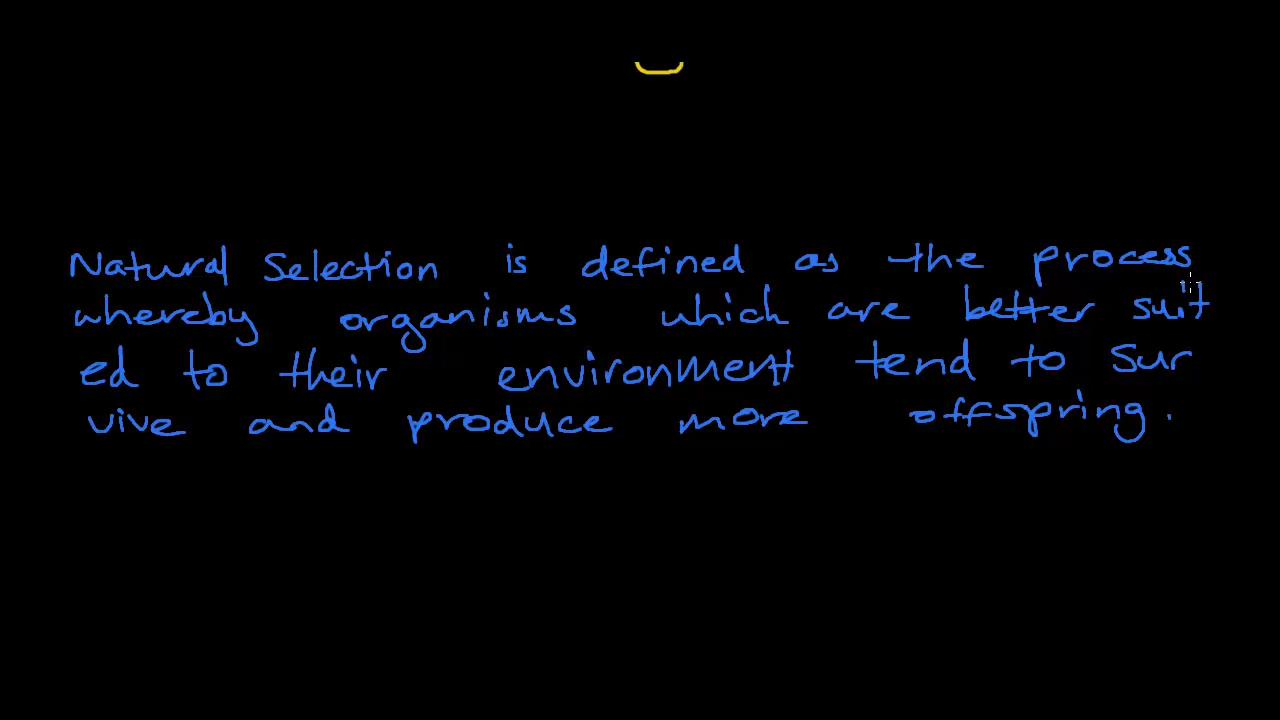 Natural Selection is defined as the process
whereby organisms which are better suit
ed to their environment tend to sur
vive and produce more offspring.